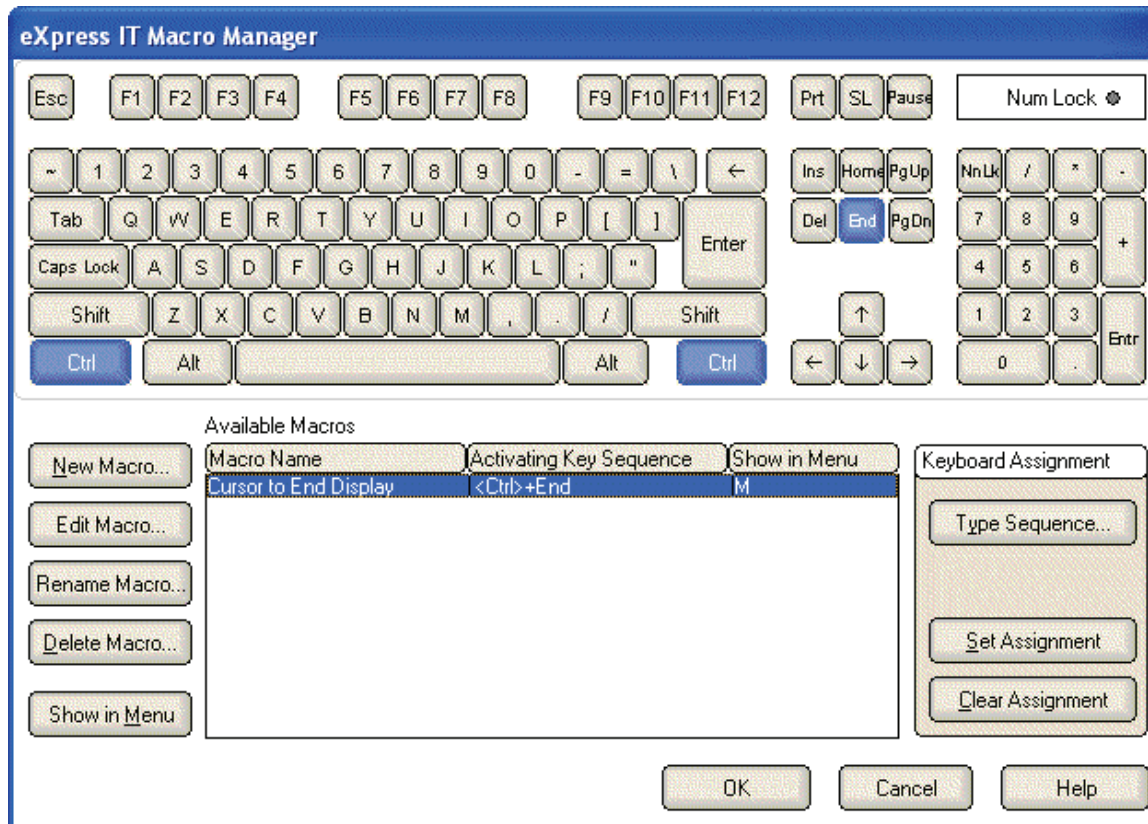 eXpress IT Macro Manager
Esc F1 F2 F3 F4 F5 F6 F7 F8 F9 F10 F11 F12 Prt SL Pause Num Lock
~ 1 2 3 4 5 6 7 8 9 0 - = \ ← Ins Home PgUp NnLk / * -
Tab Q W E R T Y U I O P [ ] Enter Del End PgDn 7 8 9 +
Caps Lock A S D F G H J K L ; " 4 5 6
Shift Z X C V B N M , . / Shift ↑ 1 2 3 Entr
Ctrl Alt Alt Ctrl ← ↓ → 0 .
Available Macros
Macro Name Activating Key Sequence Show in Menu
Cursor to End Display <Ctrl>+End M
New Macro...
Edit Macro...
Rename Macro...
Delete Macro...
Show in Menu
Keyboard Assignment
Type Sequence...
Set Assignment
Clear Assignment
OK Cancel Help